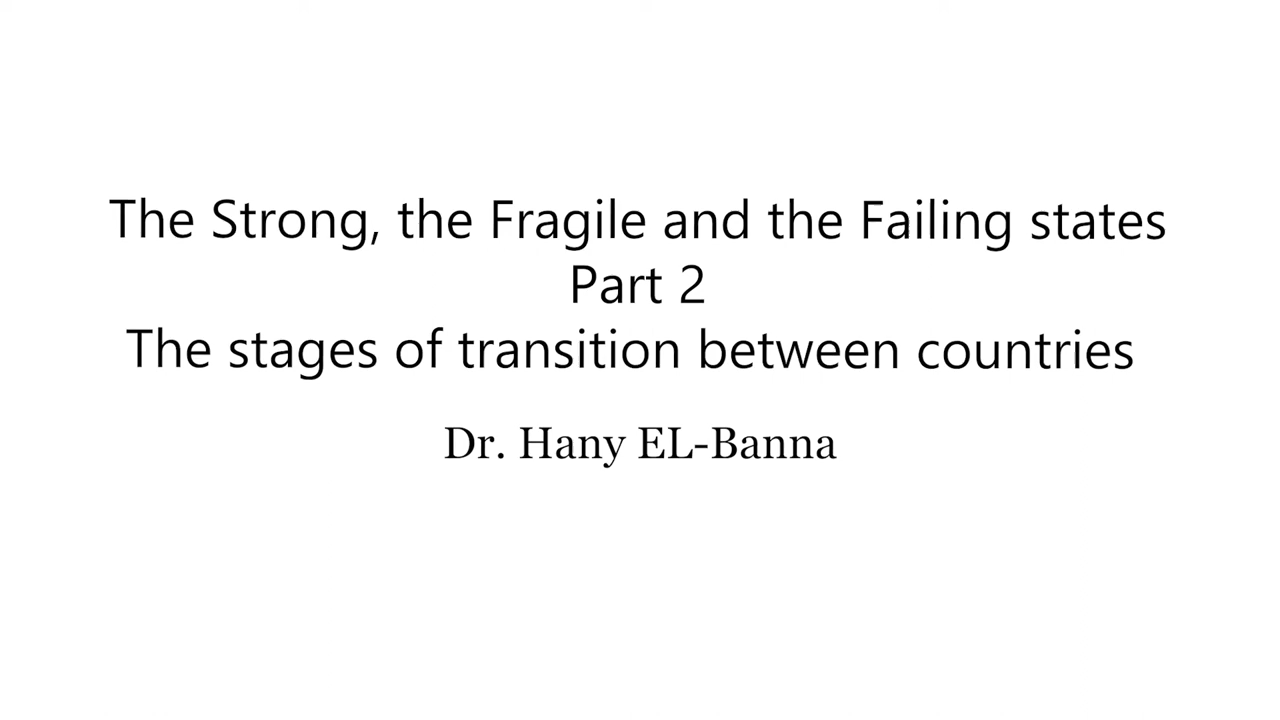 The Strong, the Fragile and the Failing states
Part 2
The stages of transition between countries
Dr. Hany EL-Banna